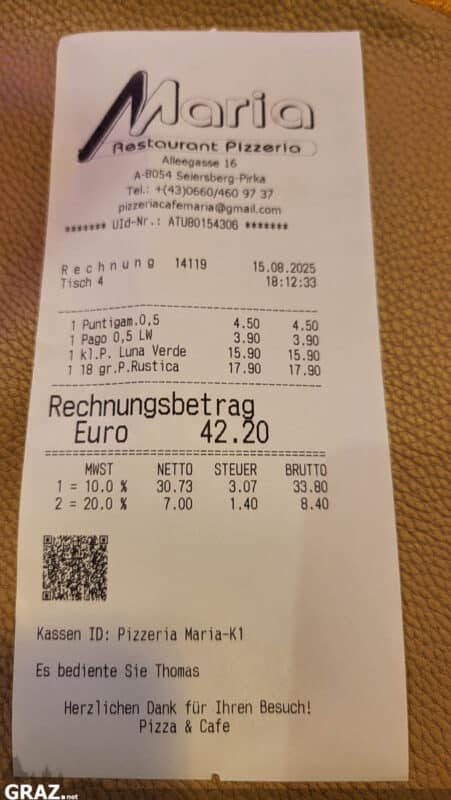 Maria
Restaurant Pizzeria
Alleegasse 16
A-8054 Seiersberg-Pirka
Tel.: +(43)0660/460 97 37
pizzeriacafemaria@gmail.com
******* UId-Nr.: ATU80154306 *******
Rechnung 14119 15.08.2025
Tisch 4 18:12:33
1 Puntigam.0,5 4.50 4.50
1 Pago 0,5 LW 3.90 3.90
1 kl.P. Luna Verde 15.90 15.90
1 18 gr.P.Rustica 17.90 17.90
Rechnungsbetrag
Euro 42.20
MWST NETTO STEUER BRUTTO
1 = 10.0 % 30.73 3.07 33.80
2 = 20.0 % 7.00 1.40 8.40
Kassen ID: Pizzeria Maria-K1
Es bediente Sie Thomas
Herzlichen Dank für Ihren Besuch!
Pizza & Cafe
GRAZ.net